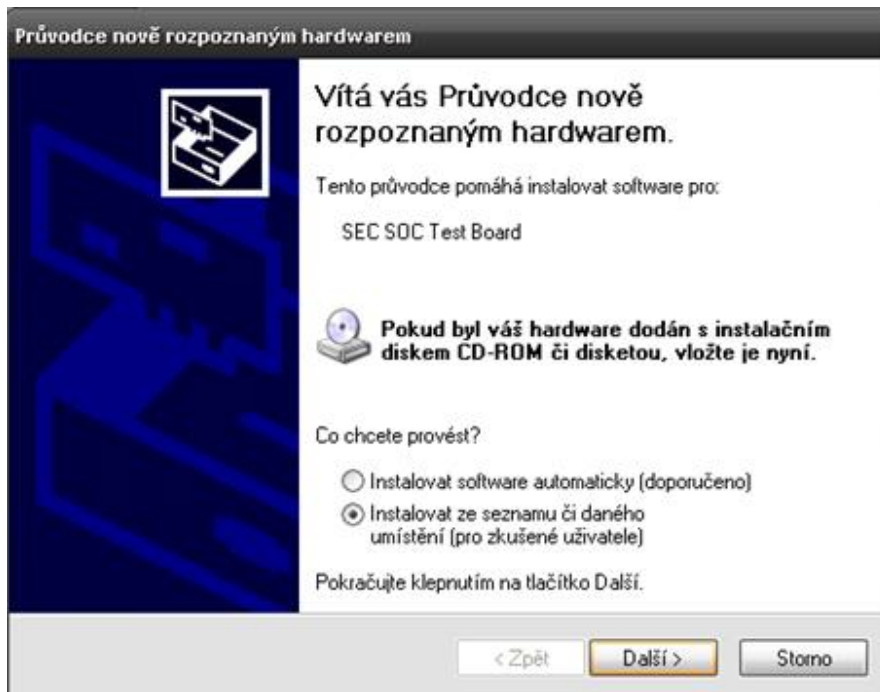 Průvodce nově rozpoznaným hardwarem
Vítá vás Průvodce nově
rozpoznaným hardwarem.
Tento průvodce pomáhá instalovat software pro:
SEC SOC Test Board
Pokud byl váš hardware dodán s instalačním
diskem CD-ROM či disketou, vložte je nyní.
Co chcete provést?
Instalovat software automaticky (doporučeno)
Instalovat ze seznamu či daného
umístění (pro zkušené uživatele)
Pokračujte klepnutím na tlačítko Další.
< Zpět
Další >
Storno